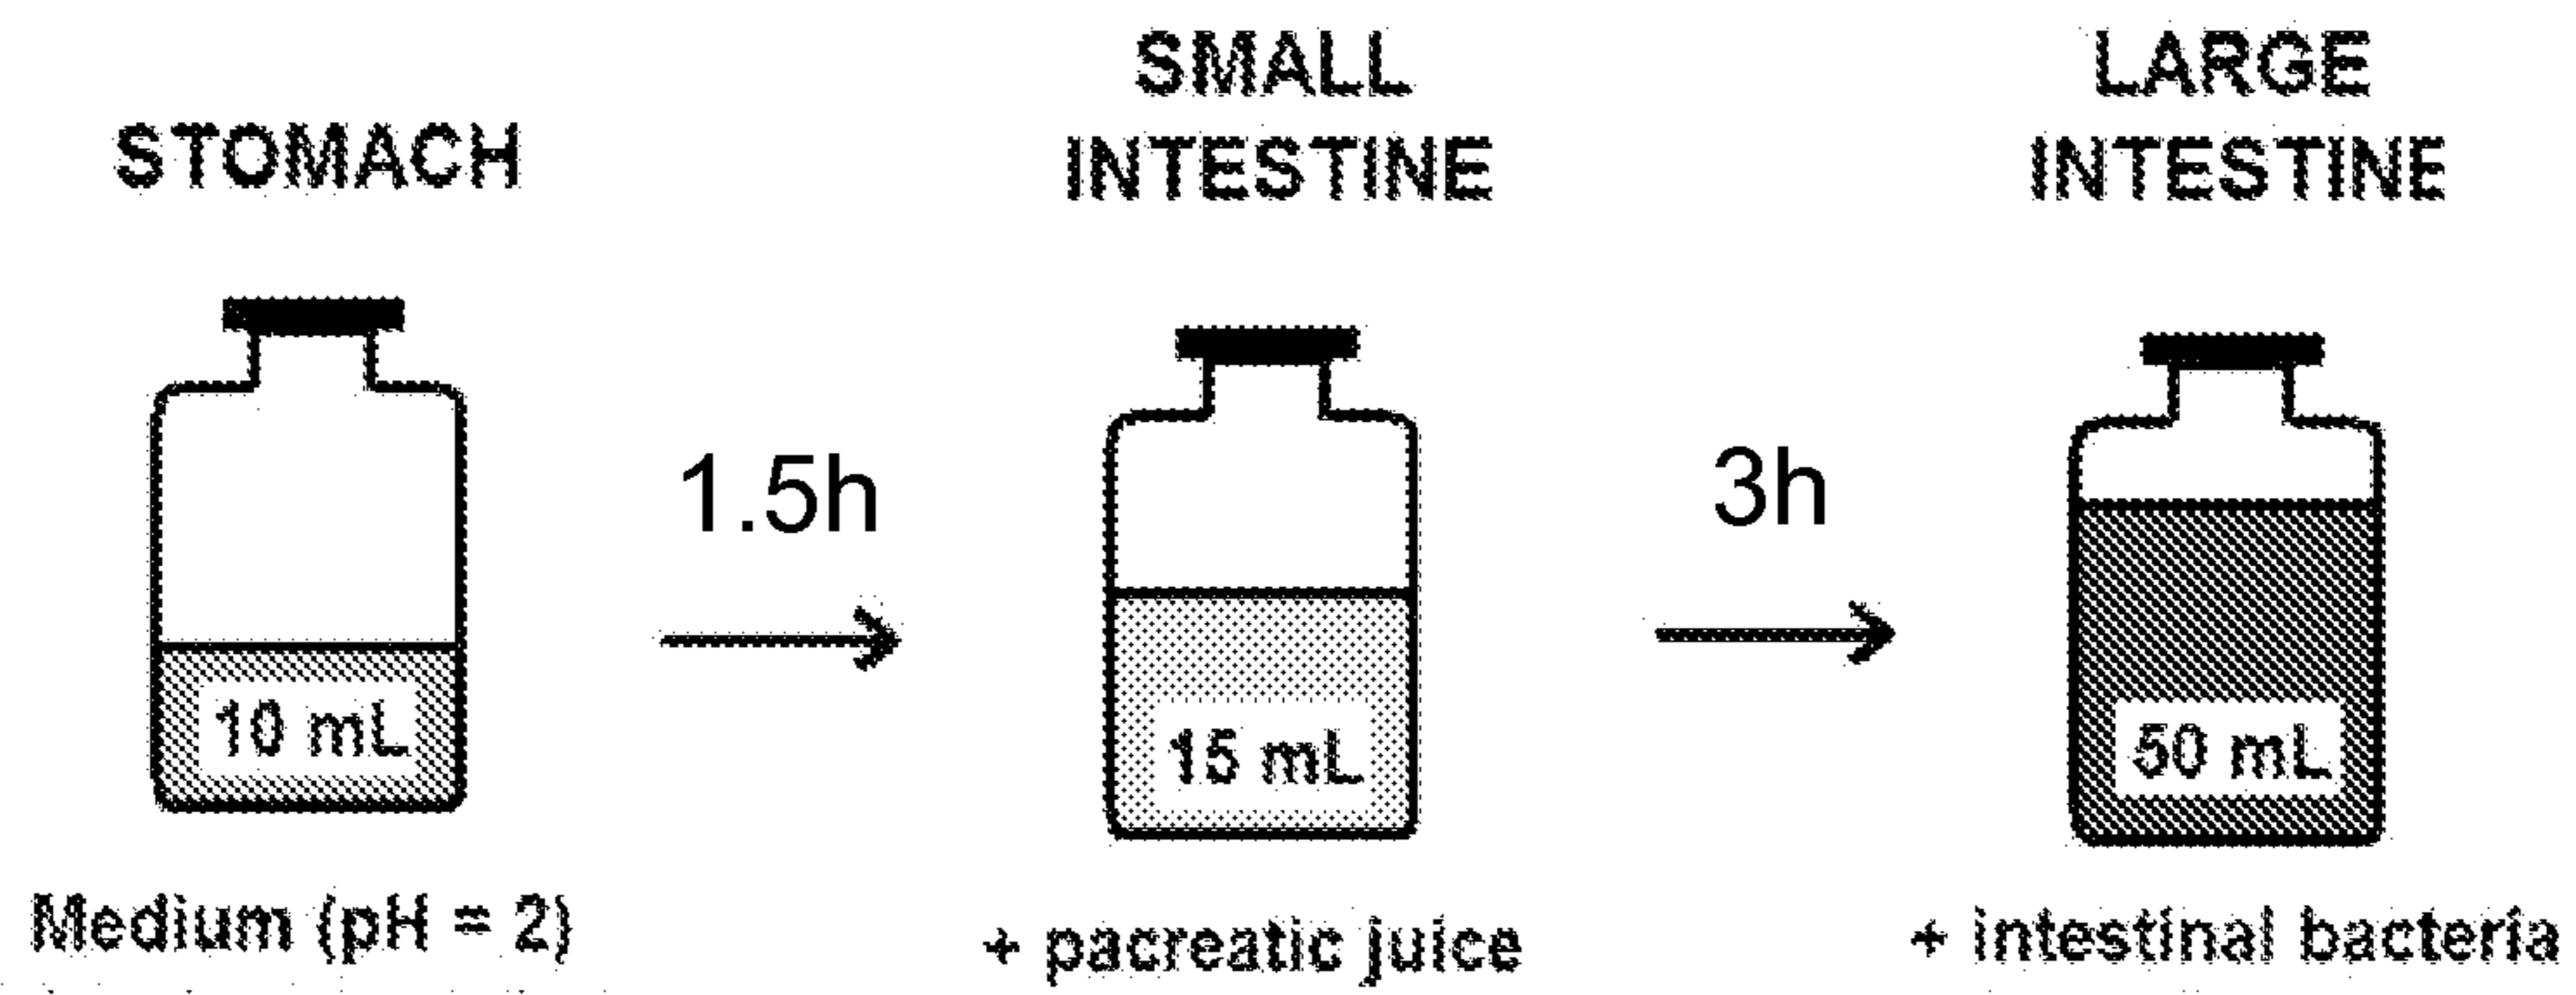 STOMACH
SMALL
INTESTINE
LARGE
INTESTINE
1.5h
3h
10 mL
15 mL
50 mL
Medium (pH = 2)
+ pacreatic juice
+ intestinal bacteria